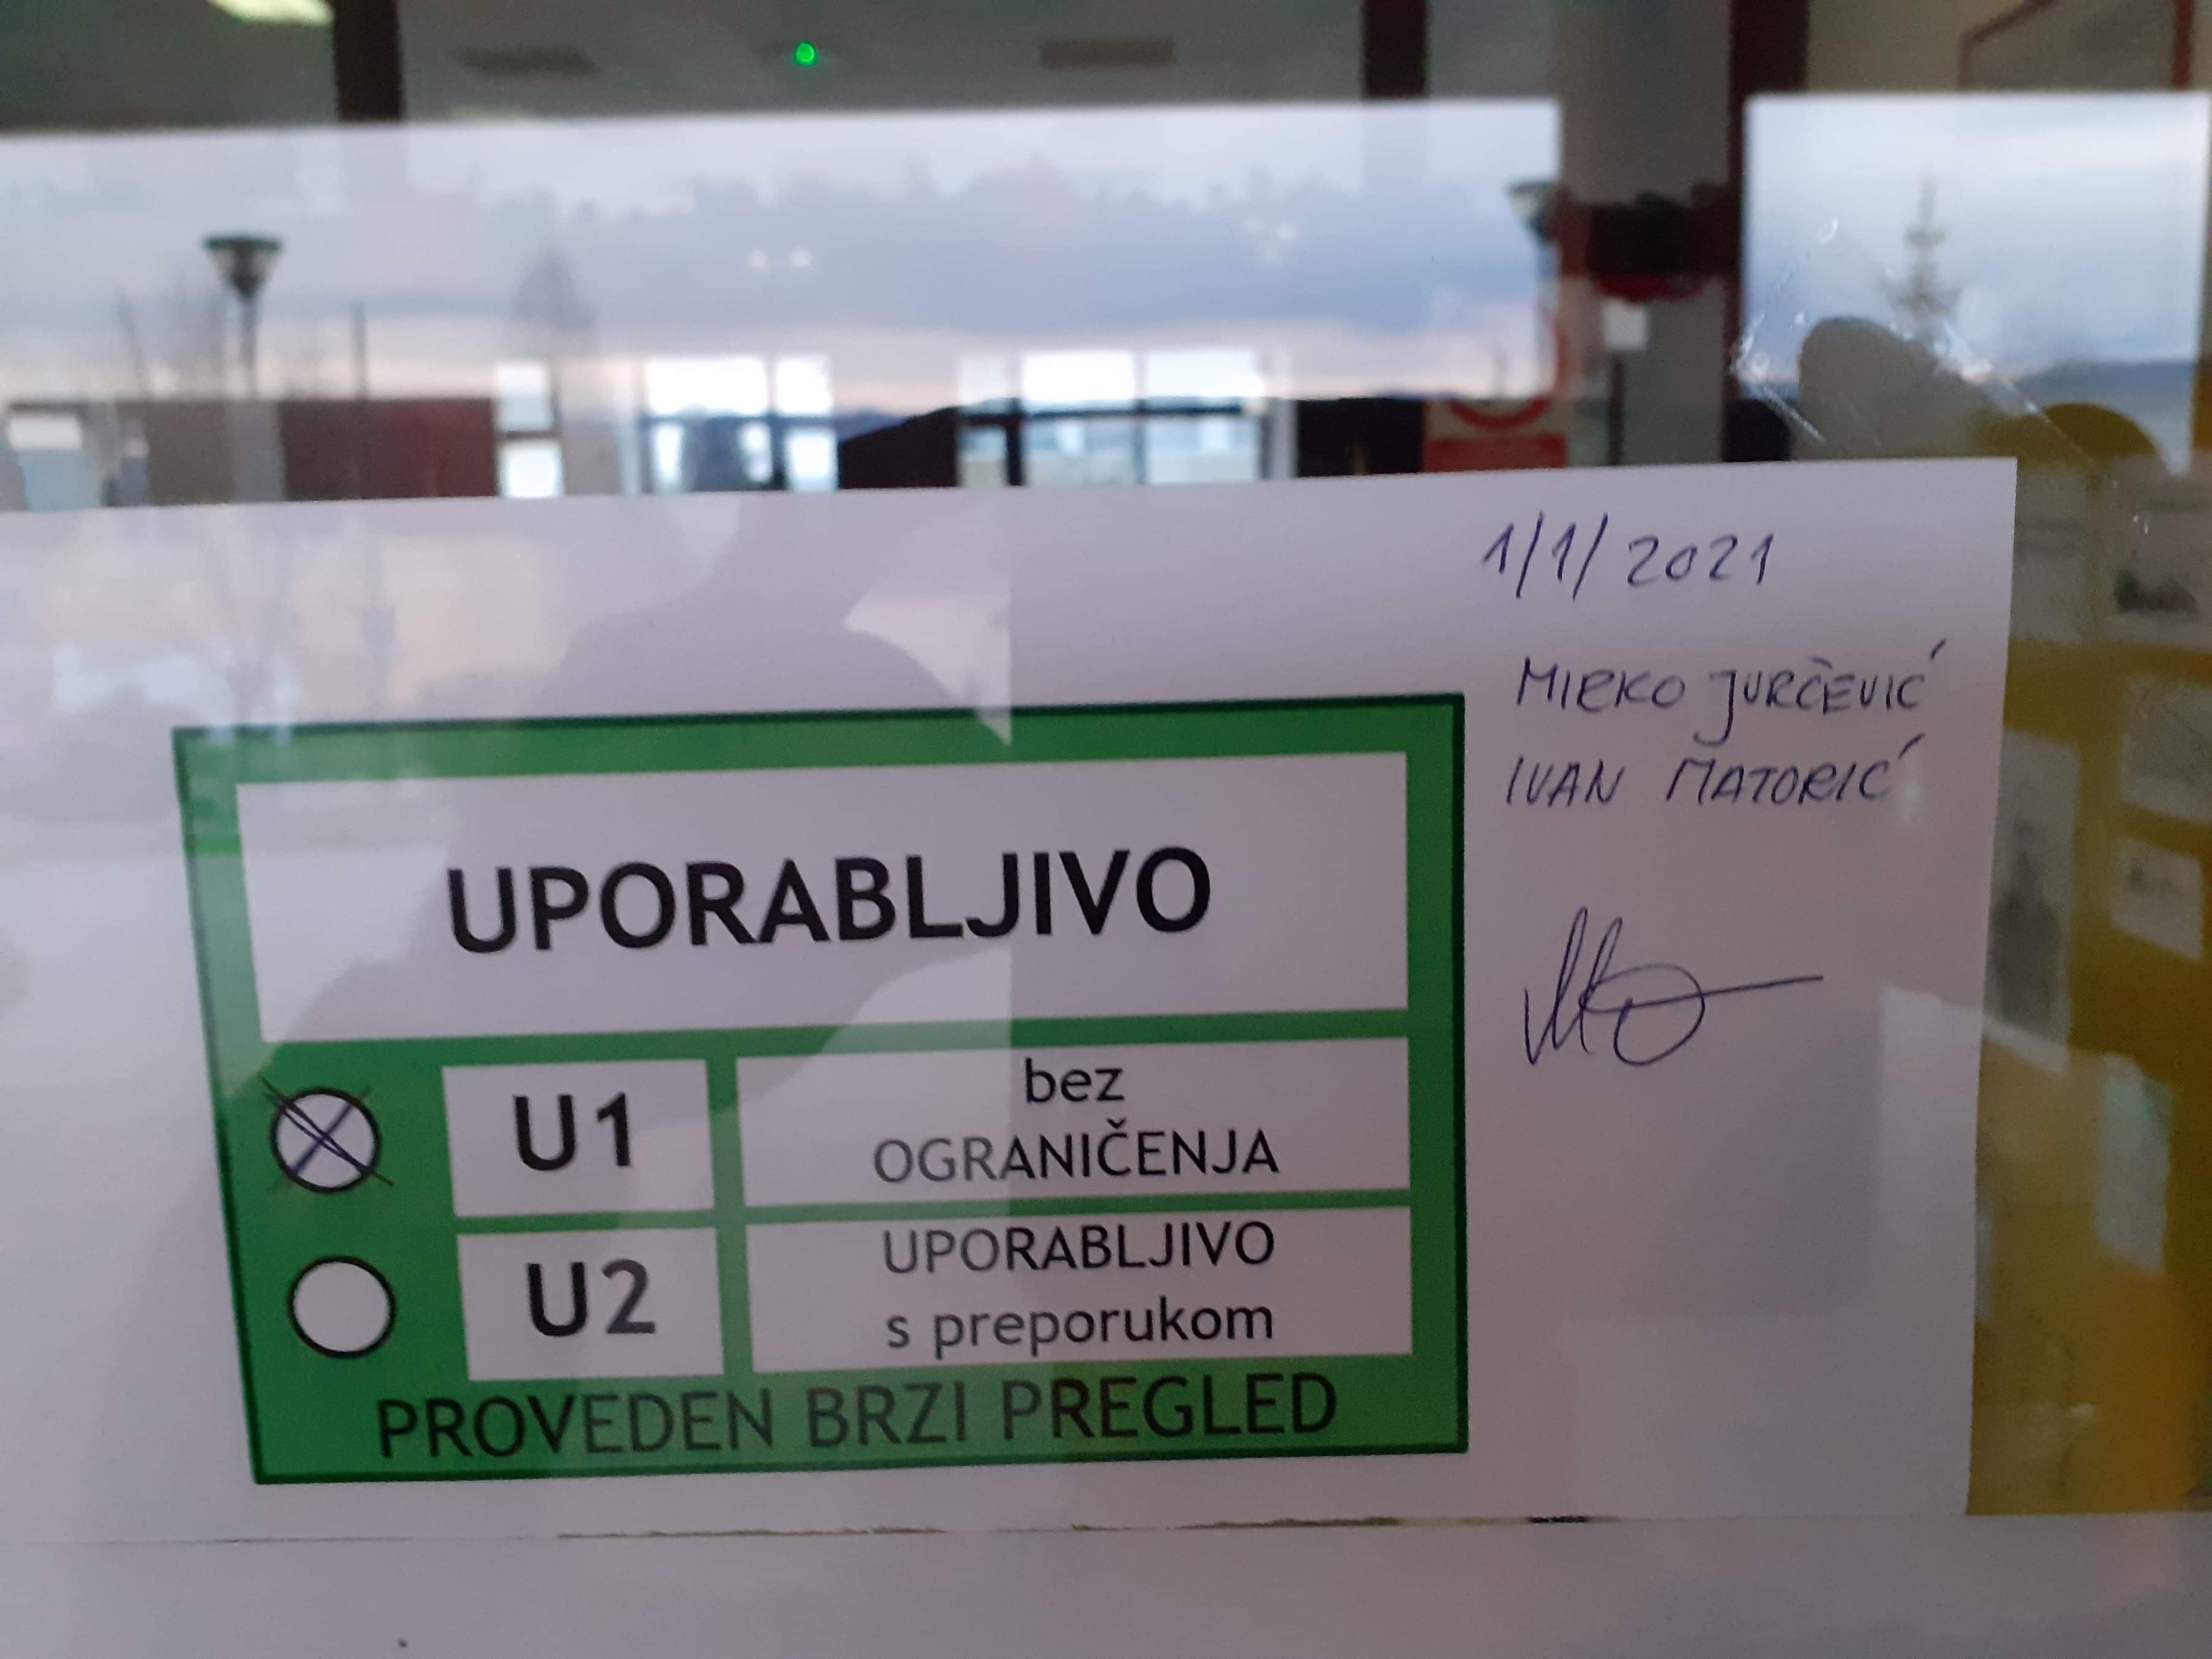 1/1/2021
MIRKO JURČEVIĆ
IVAN MATORIĆ
UPORABLJIVO
U1
bez
OGRANIČENJA
U2
UPORABLJIVO
s preporukom
PROVEDEN BRZI PREGLED